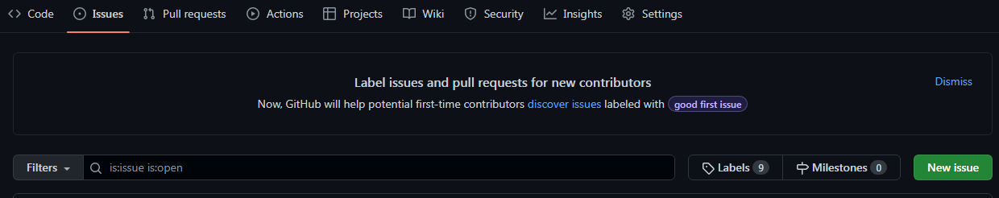 Code Issues Pull requests Actions Projects Wiki Security Insights Settings
Label issues and pull requests for new contributors
Dismiss
Now, GitHub will help potential first-time contributors discover issues labeled with good first issue
Filters is:issue is:open Labels 9 Milestones 0 New issue